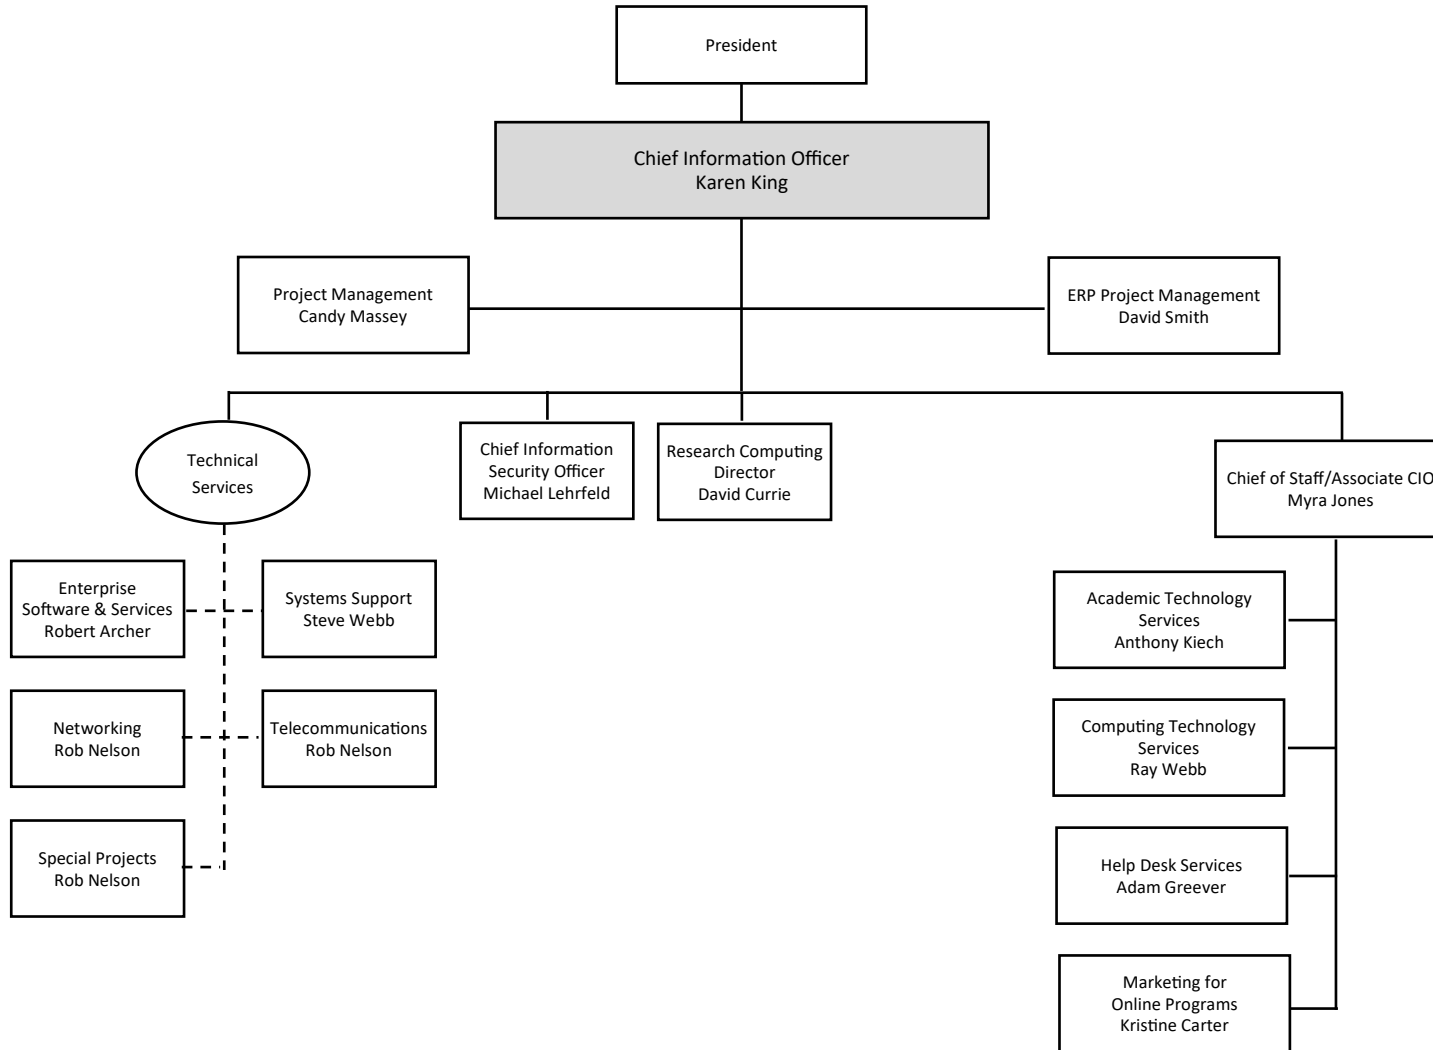 President
Chief Information Officer
Karen King
Project Management
Candy Massey
ERP Project Management
David Smith
Technical
Services
Chief Information
Security Officer
Michael Lehrfeld
Research Computing
Director
David Currie
Chief of Staff/Associate CIO
Myra Jones
Enterprise
Software & Services
Robert Archer
Systems Support
Steve Webb
Networking
Rob Nelson
Telecommunications
Rob Nelson
Special Projects
Rob Nelson
Academic Technology
Services
Anthony Kiech
Computing Technology
Services
Ray Webb
Help Desk Services
Adam Greever
Marketing for
Online Programs
Kristine Carter